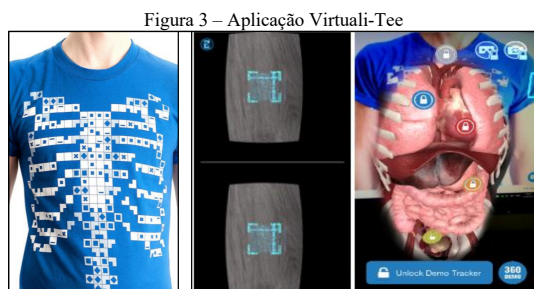 Figura 3 – Aplicação Virtuali-Tee
Unlock Demo Tracker
360
DEMO